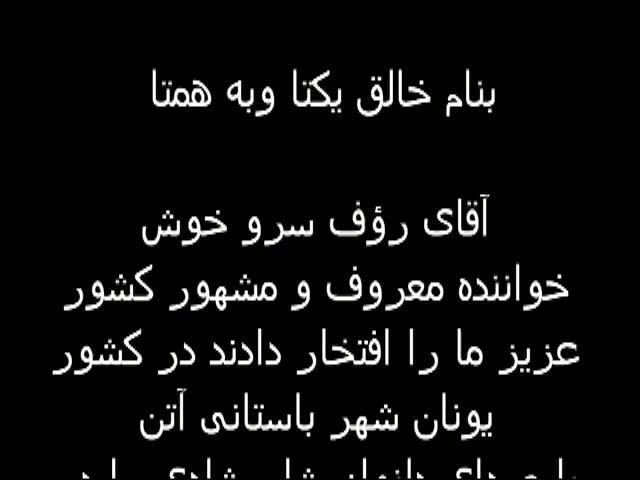 بنام خالق یکتا وبه همتا
آقای رؤف سرو خوش
خواننده معروف و مشهور کشور
عزیز ما را افتخار دادند در کشور
یونان شهر باستانی آتن